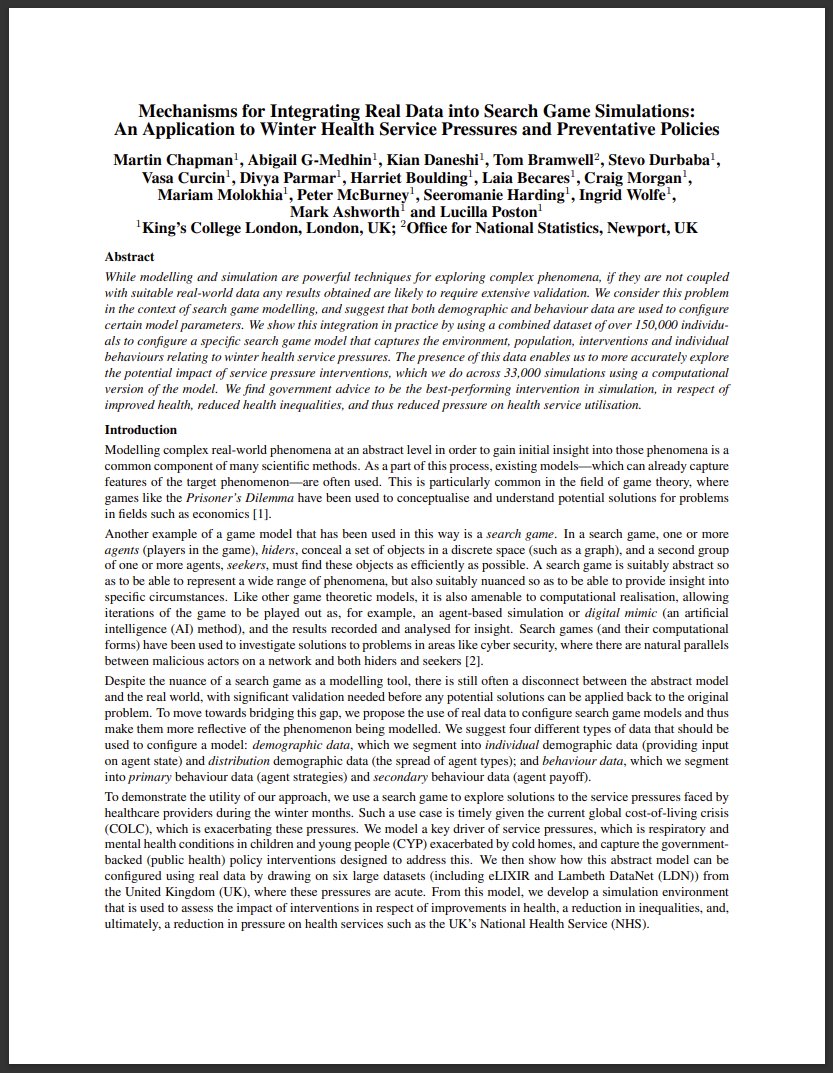 Mechanisms for Integrating Real Data into Search Game Simulations:
An Application to Winter Health Service Pressures and Preventative Policies
Martin Chapman1, Abigail G-Medhin1, Kian Daneshi1, Tom Bramwell2, Stevo Durbaba1,
Vasa Curcin1, Divya Parmar1, Harriet Boulding1, Laia Becares1, Craig Morgan1,
Mariam Molokhia1, Peter McBurney1, Seeromanie Harding1, Ingrid Wolfe1,
Mark Ashworth1 and Lucilla Poston1
1King's College London, London, UK; 2Office for National Statistics, Newport, UK
Abstract
While modelling and simulation are powerful techniques for exploring complex phenomena, if they are not coupled
with suitable real-world data any results obtained are likely to require extensive validation. We consider this problem
in the context of search game modelling, and suggest that both demographic and behaviour data are used to configure
certain model parameters. We show this integration in practice by using a combined dataset of over 150,000 individu-
als to configure a specific search game model that captures the environment, population, interventions and individual
behaviours relating to winter health service pressures. The presence of this data enables us to more accurately explore
the potential impact of service pressure interventions, which we do across 33,000 simulations using a computational
version of the model. We find government advice to be the best-performing intervention in simulation, in respect of
improved health, reduced health inequalities, and thus reduced pressure on health service utilisation.
Introduction
Modelling complex real-world phenomena at an abstract level in order to gain initial insight into those phenomena is a
common component of many scientific methods. As a part of this process, existing models—which can already capture
features of the target phenomenon—are often used. This is particularly common in the field of game theory, where
games like the Prisoner's Dilemma have been used to conceptualise and understand potential solutions for problems
in fields such as economics [1].
Another example of a game model that has been used in this way is a search game. In a search game, one or more
agents (players in the game), hiders, conceal a set of objects in a discrete space (such as a graph), and a second group
of one or more agents, seekers, must find these objects as efficiently as possible. A search game is suitably abstract so
as to be able to represent a wide range of phenomena, but also suitably nuanced so as to be able to provide insight into
specific circumstances. Like other game theoretic models, it is also amenable to computational realisation, allowing
iterations of the game to be played out as, for example, an agent-based simulation or digital mimic (an artificial
intelligence (AI) method), and the results recorded and analysed for insight. Search games (and their computational
forms) have been used to investigate solutions to problems in areas like cyber security, where there are natural parallels
between malicious actors on a network and both hiders and seekers [2].
Despite the nuance of a search game as a modelling tool, there is still often a disconnect between the abstract model
and the real world, with significant validation needed before any potential solutions can be applied back to the original
problem. To move towards bridging this gap, we propose the use of real data to configure search game models and thus
make them more reflective of the phenomenon being modelled. We suggest four different types of data that should be
used to configure a model: demographic data, which we segment into individual demographic data (providing input
on agent state) and distribution demographic data (the spread of agent types); and behaviour data, which we segment
into primary behaviour data (agent strategies) and secondary behaviour data (agent payoff).
To demonstrate the utility of our approach, we use a search game to explore solutions to the service pressures faced by
healthcare providers during the winter months. Such a use case is timely given the current global cost-of-living crisis
(COLC), which is exacerbating these pressures. We model a key driver of service pressures, which is respiratory and
mental health conditions in children and young people (CYP) exacerbated by cold homes, and capture the government-
backed (public health) policy interventions designed to address this. We then show how this abstract model can be
configured using real data by drawing on six large datasets (including eLIXIR and Lambeth DataNet (LDN)) from
the United Kingdom (UK), where these pressures are acute. From this model, we develop a simulation environment
that is used to assess the impact of interventions in respect of improvements in health, a reduction in inequalities, and,
ultimately, a reduction in pressure on health services such as the UK's National Health Service (NHS).